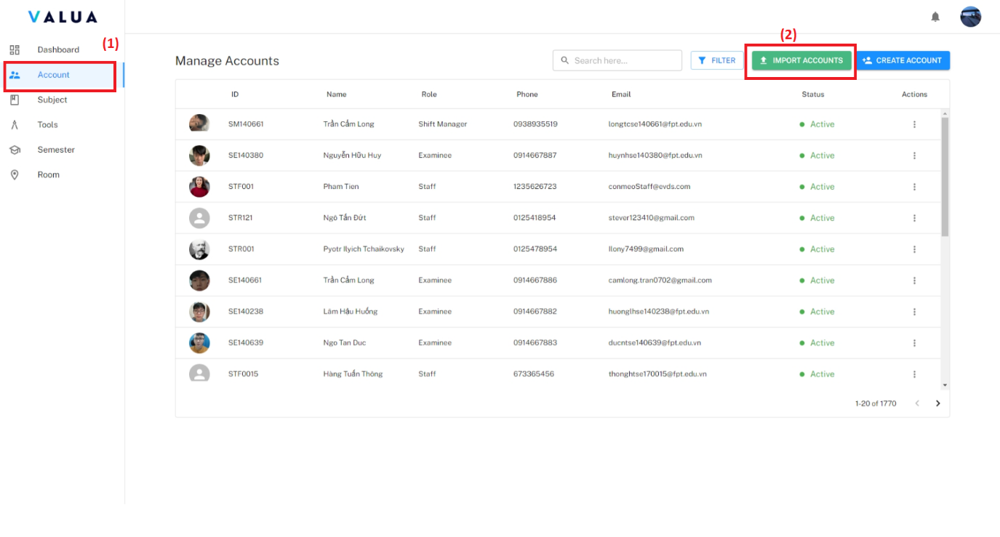 VALUA
(1)
Dashboard
Account
Subject
Tools
Semester
Room
(2)
Manage Accounts
Search here...
FILTER
IMPORT ACCOUNTS
CREATE ACCOUNT
ID Name Role Phone Email Status Actions
SM140661 Trần Cẩm Long Shift Manager 0938935519 longtcse140661@fpt.edu.vn Active
SE140380 Nguyễn Hữu Huy Examinee 0914667887 huynhse140380@fpt.edu.vn Active
STF001 Pham Tien Staff 1235626723 conmeoStaff@evds.com Active
STR121 Ngô Tấn Đứt Staff 0125418954 stever123410@gmail.com Active
STR001 Pyotr Ilyich Tchaikovsky Staff 0125478954 Ilony7499@gmail.com Active
SE140661 Trần Cẩm Long Examinee 0914667886 camlong.tran0702@gmail.com Active
SE140238 Lâm Hậu Huống Examinee 0914667882 huonglhse140238@fpt.edu.vn Active
SE140639 Ngo Tan Duc Examinee 0914667883 ducntse140639@fpt.edu.vn Active
STF0015 Hàng Tuấn Thông Staff 673365456 thonghtse170015@fpt.edu.vn Active
1-20 of 1770